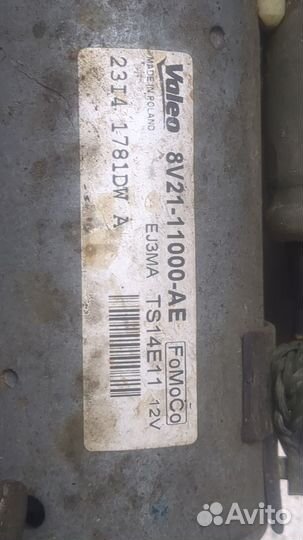 Valeo 8V21-11000-AE FoMoCo
MADE IN POLAND EJ3MA TS14E11 12V
23I4 1781DW A
Avito